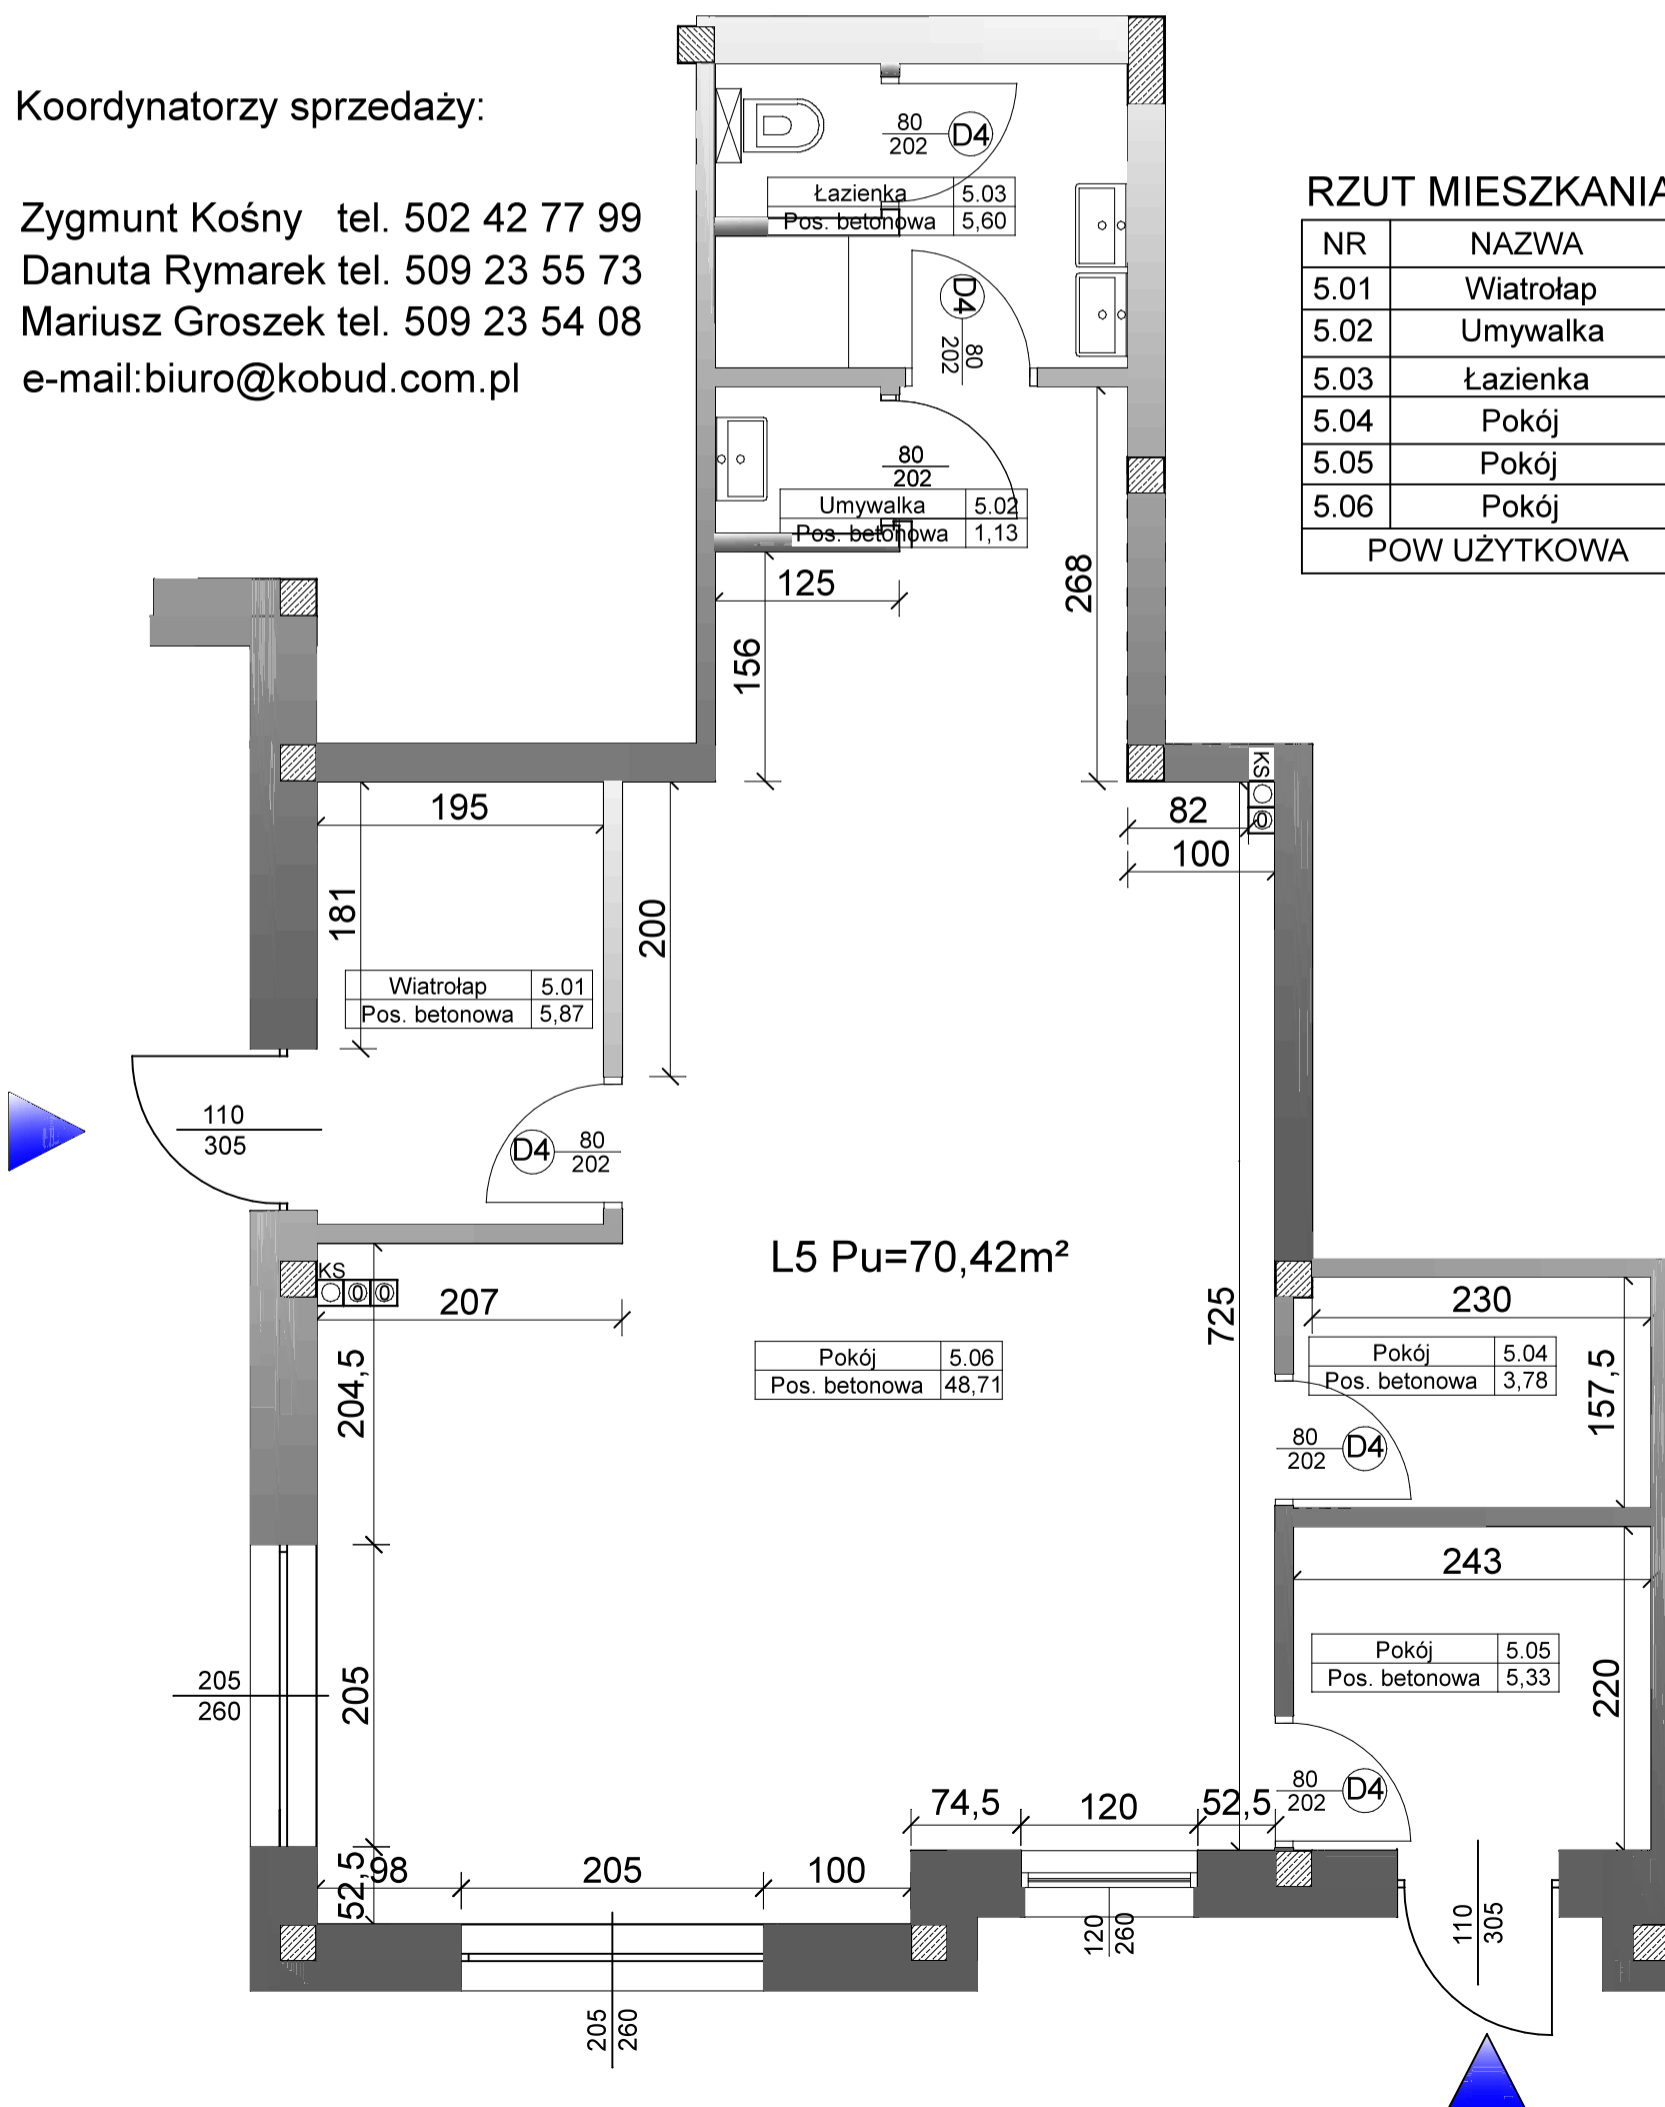 Koordynatorzy sprzedaży:
Zygmunt Kośny tel. 502 42 77 99
Danuta Rymarek tel. 509 23 55 73
Mariusz Groszek tel. 509 23 54 08
e-mail:biuro@kobud.com.pl
RZUT MIESZKANIA
NR NAZWA
5.01 Wiatrołap
5.02 Umywalka
5.03 Łazienka
5.04 Pokój
5.05 Pokój
5.06 Pokój
POW UŻYTKOWA
80
202
D4
Łazienka 5.03
Pos. betonowa 5,60
D4
80
202
80
202
Umywalka 5.02
Pos. betonowa 1,13
125
268
156
195
KS
82
0
100
181
200
Wiatrołap 5.01
Pos. betonowa 5,87
110
305
D4
80
202
L5 Pu=70,42m²
KS
0 0
207
725
230
204,5
Pokój 5.06
Pos. betonowa 48,71
Pokój 5.04
Pos. betonowa 3,78
157,5
80
202
D4
243
Pokój 5.05
Pos. betonowa 5,33
205
260
205
220
80
202
D4
74,5 120 52,5
52,5
98 205 100
120
260
110
305
205
260